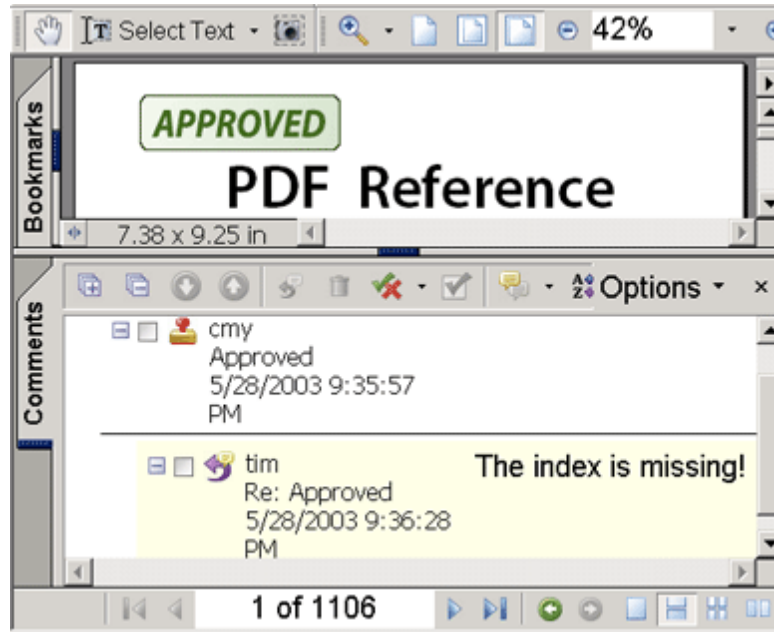 Select Text
42%
Bookmarks
APPROVED
PDF Reference
7.38 x 9.25 in
Comments
Options
cmy
Approved
5/28/2003 9:35:57
PM
tim
The index is missing!
Re: Approved
5/28/2003 9:36:28
PM
1 of 1106